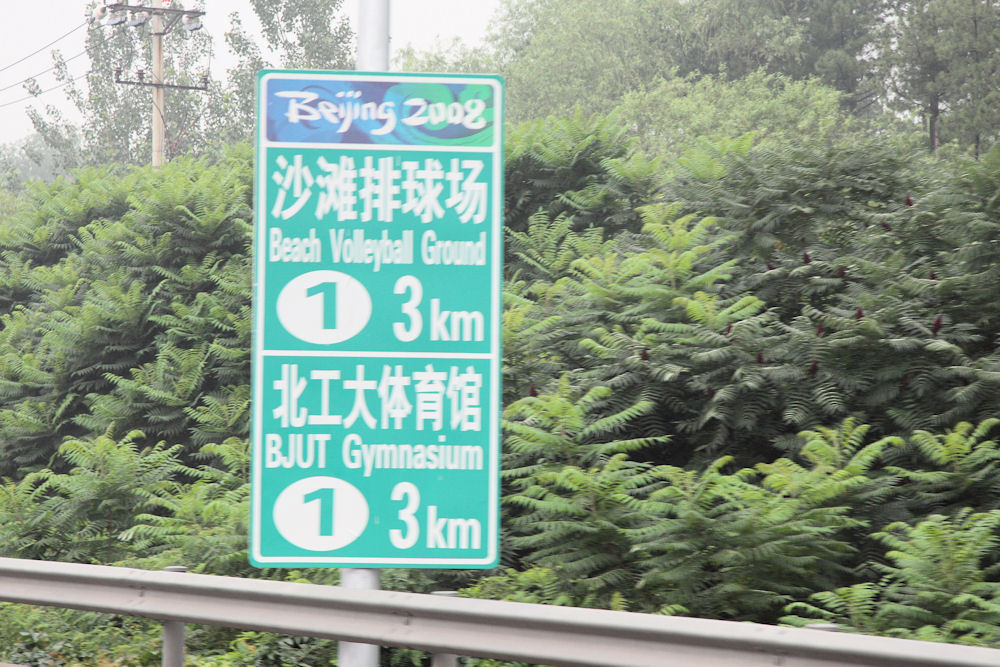 Beijing 2008
沙滩排球场
Beach Volleyball Ground
1 3 km
北工大体育馆
BJUT Gymnasium
1 3 km